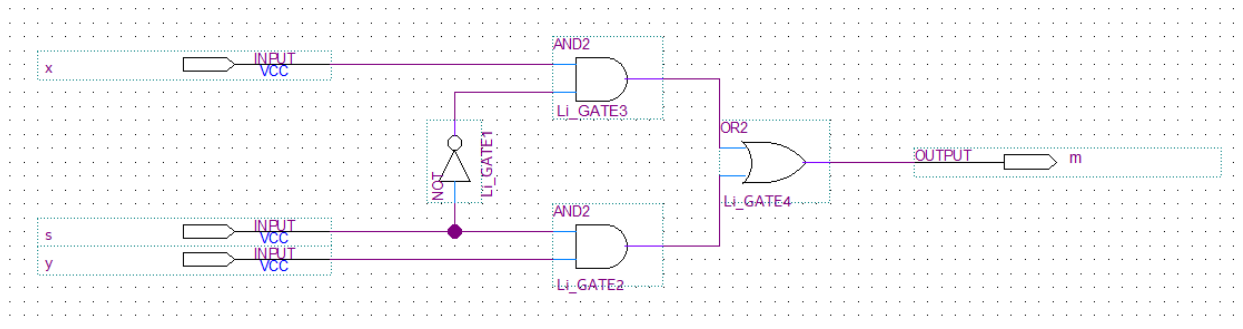 AND2
x
INPUT
VCC
Li_GATE3
OR2
NOT
Li_GATE1
OUTPUT
m
Li_GATE4
AND2
s
INPUT
VCC
y
INPUT
VCC
Li_GATE2